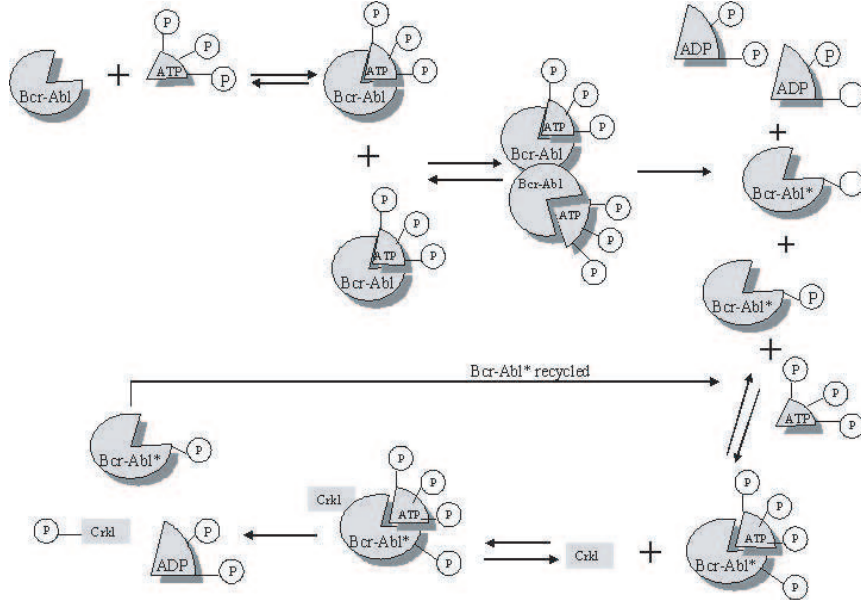 P
P
P
ATP
Bcr-Abl
+
P
P
P
ATP
Bcr-Abl
+
P
P
P
ATP
Bcr-Abl
P
P
P
ATP
Bcr-Abl
Bcr-Abl
ATP
P
P
P
P
P
ADP
P
ADP
+
Bcr-Abl*
+
Bcr-Abl*
P
+
P
P
P
ATP
Bcr-Abl* recycled
Bcr-Abl*
P
P
Crkl
P
P
ADP
Crkl
P
P
P
ATP
Bcr-Abl*
P
Crkl
+
P
P
P
ATP
Bcr-Abl*
P